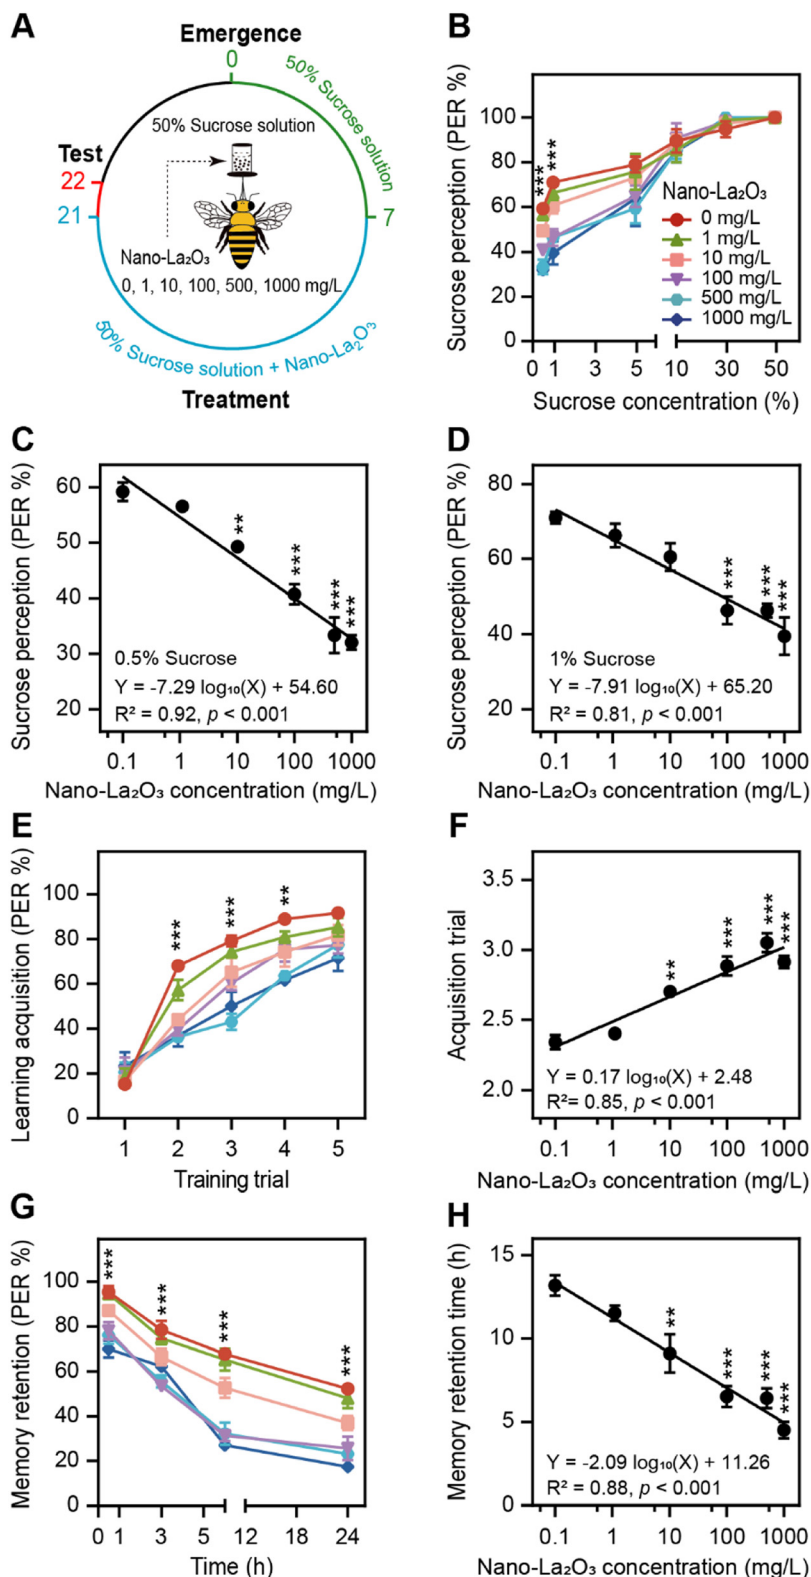 A
Emergence
0
50% Sucrose solution
50% Sucrose solution
Test
22
21
7
Nano-La₂O₃
0, 1, 10, 100, 500, 1000 mg/L
50% Sucrose solution + Nano-La₂O₃
Treatment
B
Sucrose perception (PER %)
100
80
60
40
20
0
***
***
Nano-La₂O₃
0 mg/L
1 mg/L
10 mg/L
100 mg/L
500 mg/L
1000 mg/L
0 1 3 5 10 30 50
Sucrose concentration (%)
C
Sucrose perception (PER %)
60
50
40
30
20
**
***
***
***
0.5% Sucrose
Y = -7.29 log₁₀(X) + 54.60
R² = 0.92, p < 0.001
0.1 1 10 100 1000
Nano-La₂O₃ concentration (mg/L)
D
Sucrose perception (PER %)
80
60
40
20
***
***
***
1% Sucrose
Y = -7.91 log₁₀(X) + 65.20
R² = 0.81, p < 0.001
0.1 1 10 100 1000
Nano-La₂O₃ concentration (mg/L)
E
Learning acquisition (PER %)
100
80
60
40
20
0
***
***
**
1 2 3 4 5
Training trial
F
Acquisition trial
3.5
3.0
2.5
2.0
**
***
***
***
Y = 0.17 log₁₀(X) + 2.48
R²= 0.85, p < 0.001
0.1 1 10 100 1000
Nano-La₂O₃ concentration (mg/L)
G
Memory retention (PER %)
100
80
60
40
20
0
***
***
***
***
0 1 3 5 12 18 24
Time (h)
H
Memory retention time (h)
15
10
5
0
**
***
***
***
Y = -2.09 log₁₀(X) + 11.26
R² = 0.88, p < 0.001
0.1 1 10 100 1000
Nano-La₂O₃ concentration (mg/L)